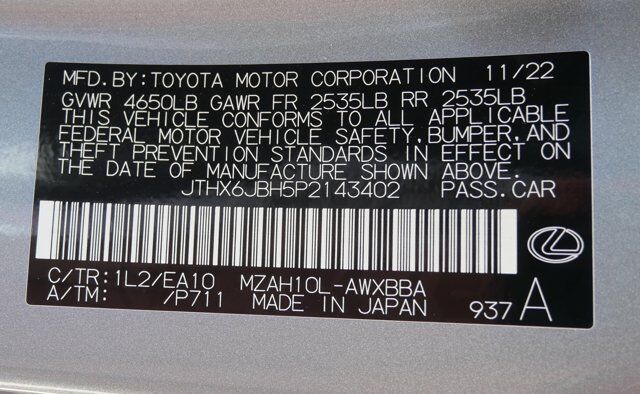 MFD.BY:TOYOTA MOTOR CORPORATION 11/22
GVWR 4650LB GAWR FR 2535LB RR 2535LB
THIS VEHICLE CONFORMS TO ALL APPLICABLE
FEDERAL MOTOR VEHICLE SAFETY,BUMPER,AND
THEFT PREVENTION STANDARDS IN EFFECT ON
THE DATE OF MANUFACTURE SHOWN ABOVE.
JTHX6JBH5P2143402 PASS.CAR
C/TR:1L2/EA10 MZAH10L-AWXBBA
A/TM: /P711 MADE IN JAPAN 937 A